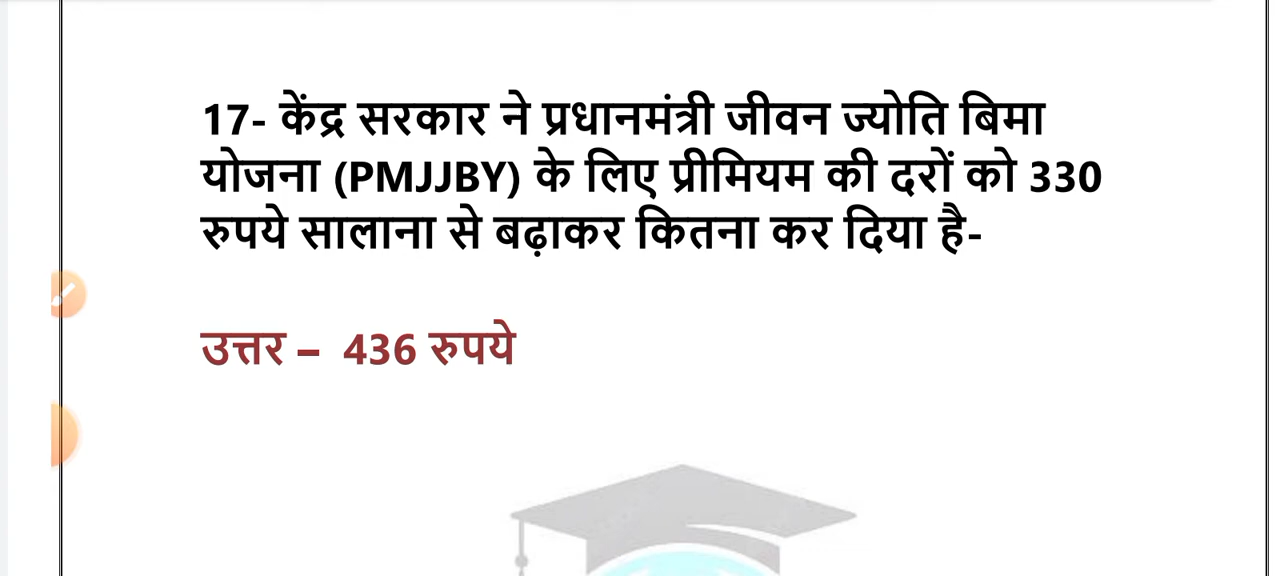 17- केंद्र सरकार ने प्रधानमंत्री जीवन ज्योति बिमा
योजना (PMJJBY) के लिए प्रीमियम की दरों को 330
रुपये सालाना से बढ़ाकर कितना कर दिया है-
उत्तर – 436 रुपये